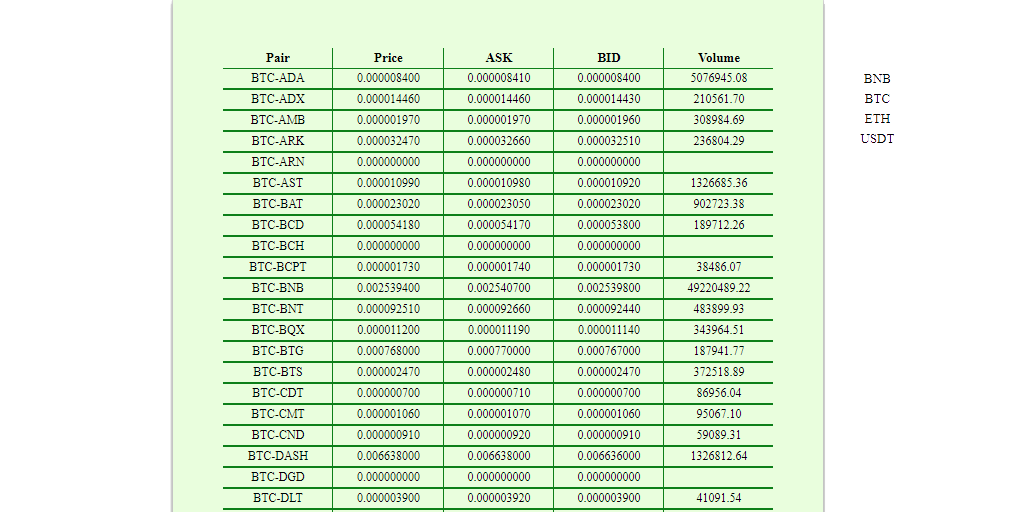 Pair Price ASK BID Volume
BTC-ADA 0.000008400 0.000008410 0.000008400 5076945.08
BTC-ADX 0.000014460 0.000014460 0.000014430 210561.70
BTC-AMB 0.000001970 0.000001970 0.000001960 308984.69
BTC-ARK 0.000032470 0.000032660 0.000032510 236804.29
BTC-ARN 0.000000000 0.000000000 0.000000000
BTC-AST 0.000010990 0.000010980 0.000010920 1326685.36
BTC-BAT 0.000023020 0.000023050 0.000023020 902723.38
BTC-BCD 0.000054180 0.000054170 0.000053800 189712.26
BTC-BCH 0.000000000 0.000000000 0.000000000
BTC-BCPT 0.000001730 0.000001740 0.000001730 38486.07
BTC-BNB 0.002539400 0.002540700 0.002539800 49220489.22
BTC-BNT 0.000092510 0.000092660 0.000092440 483899.93
BTC-BQX 0.000011200 0.000011190 0.000011140 343964.51
BTC-BTG 0.000768000 0.000770000 0.000767000 187941.77
BTC-BTS 0.000002470 0.000002480 0.000002470 372518.89
BTC-CDT 0.000000700 0.000000710 0.000000700 86956.04
BTC-CMT 0.000001060 0.000001070 0.000001060 95067.10
BTC-CND 0.000000910 0.000000920 0.000000910 59089.31
BTC-DASH 0.006638000 0.006638000 0.006636000 1326812.64
BTC-DGD 0.000000000 0.000000000 0.000000000
BTC-DLT 0.000003900 0.000003920 0.000003900 41091.54
BNB
BTC
ETH
USDT